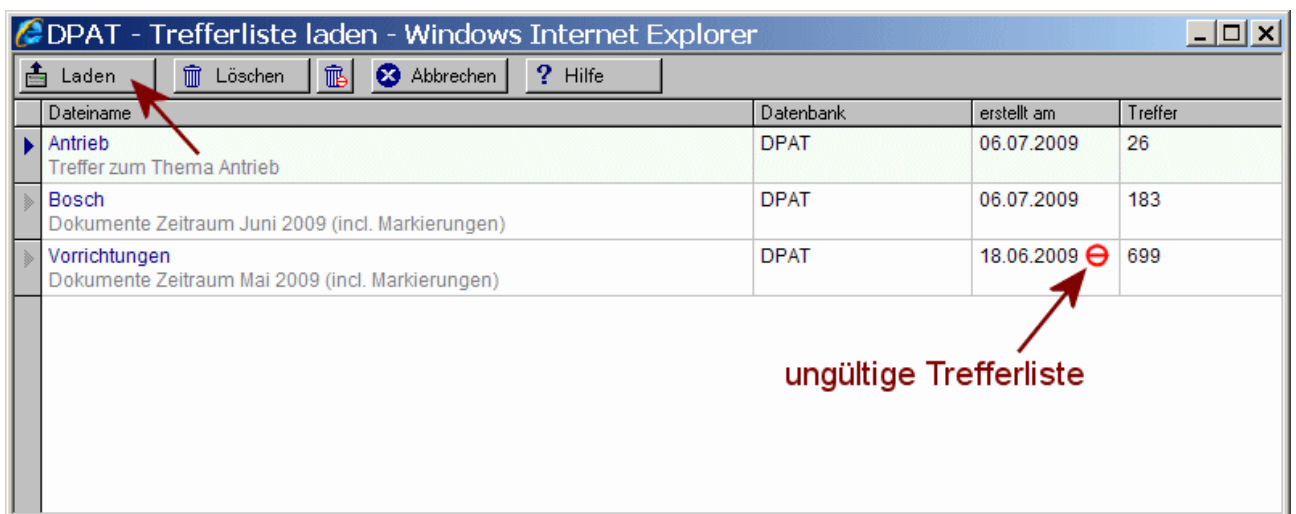 DPAT - Trefferliste laden - Windows Internet Explorer
Laden Löschen Abbrechen ? Hilfe
Dateiname Datenbank erstellt am Treffer
Antrieb DPAT 06.07.2009 26
Treffer zum Thema Antrieb
Bosch DPAT 06.07.2009 183
Dokumente Zeitraum Juni 2009 (incl. Markierungen)
Vorrichtungen DPAT 18.06.2009 699
Dokumente Zeitraum Mai 2009 (incl. Markierungen)
ungültige Trefferliste